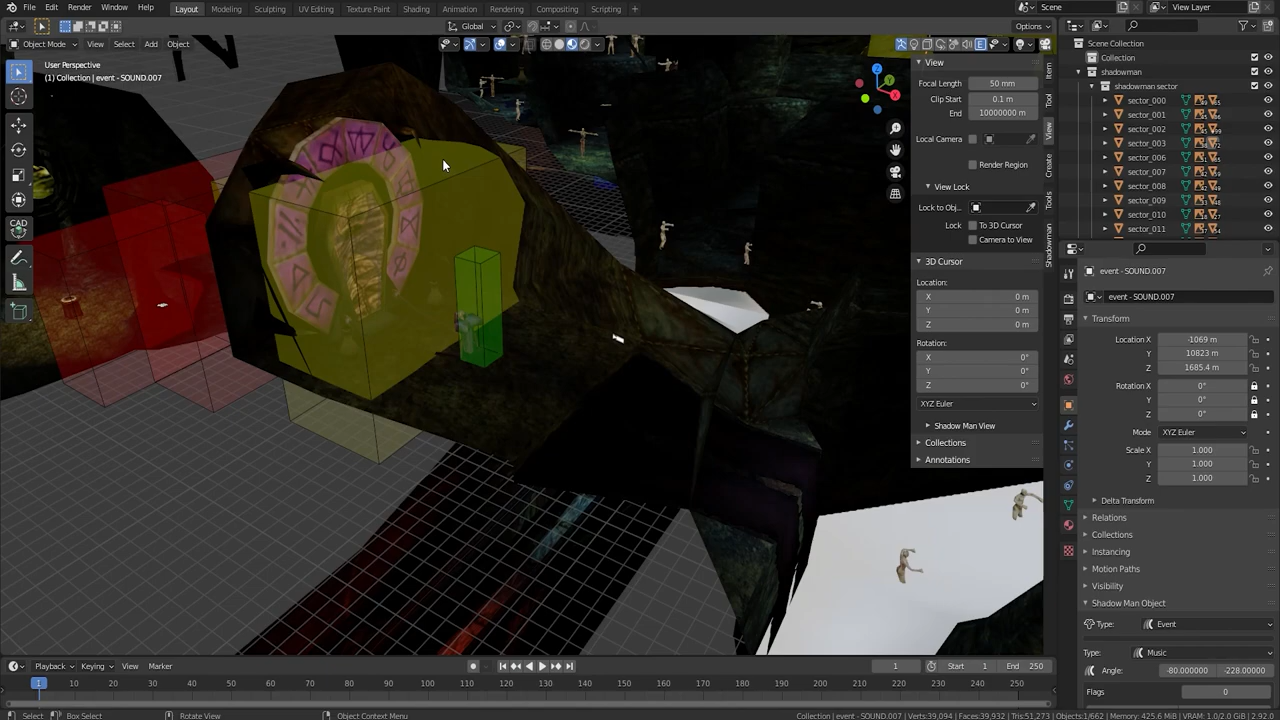 File Edit Render Window Help Layout Modeling Sculpting UV Editing Texture Paint Shading Animation Rendering Compositing Scripting + Scene View Layer
Global Options
Object Mode View Select Add Object
User Perspective
(1) Collection | event - SOUND.007
CAD
Z
Y
X
View
Focal Length 50 mm
Clip Start 0.1 m
End 10000000 m
Local Camera
Render Region
View Lock
Lock to Obj...
Lock To 3D Cursor
Camera to View
3D Cursor
Location:
X 0 m
Y 0 m
Z 0 m
Rotation:
X 0°
Y 0°
Z 0°
XYZ Euler
Shadow Man View
Collections
Annotations
Item
Tool
View
Create
Tools
Shadowman
Scene Collection
Collection
shadowman
shadowman sector
sector_000
sector_001
sector_002
sector_003
sector_006
sector_007
sector_008
sector_009
sector_010
sector_011
event - SOUND.007
event - SOUND.007
Transform
Location X -1069 m
Y 10823 m
Z 1685.4 m
Rotation X 0°
Y 0°
Z 0°
Mode XYZ Euler
Scale X 1.000
Y 1.000
Z 1.000
Delta Transform
Relations
Collections
Instancing
Motion Paths
Visibility
Shadow Man Object
Type: Event
Type: Music
Angle: -80.000000 -228.00000
Flags 0
Playback Keying View Marker 1 Start 1 End 250
1 10 20 30 40 50 60 70 80 90 100 110 120 130 140 150 160 170 180 190 200 210 220 230 240 250
Select Box Select Rotate View Object Context Menu Collection | event - SOUND.007 | Verts:39,094 | Faces:39,932 | Tris:51,273 | Objects:1/662 | Memory: 425.6 MiB | VRAM: 1.0/2.0 GiB | 2.92.0